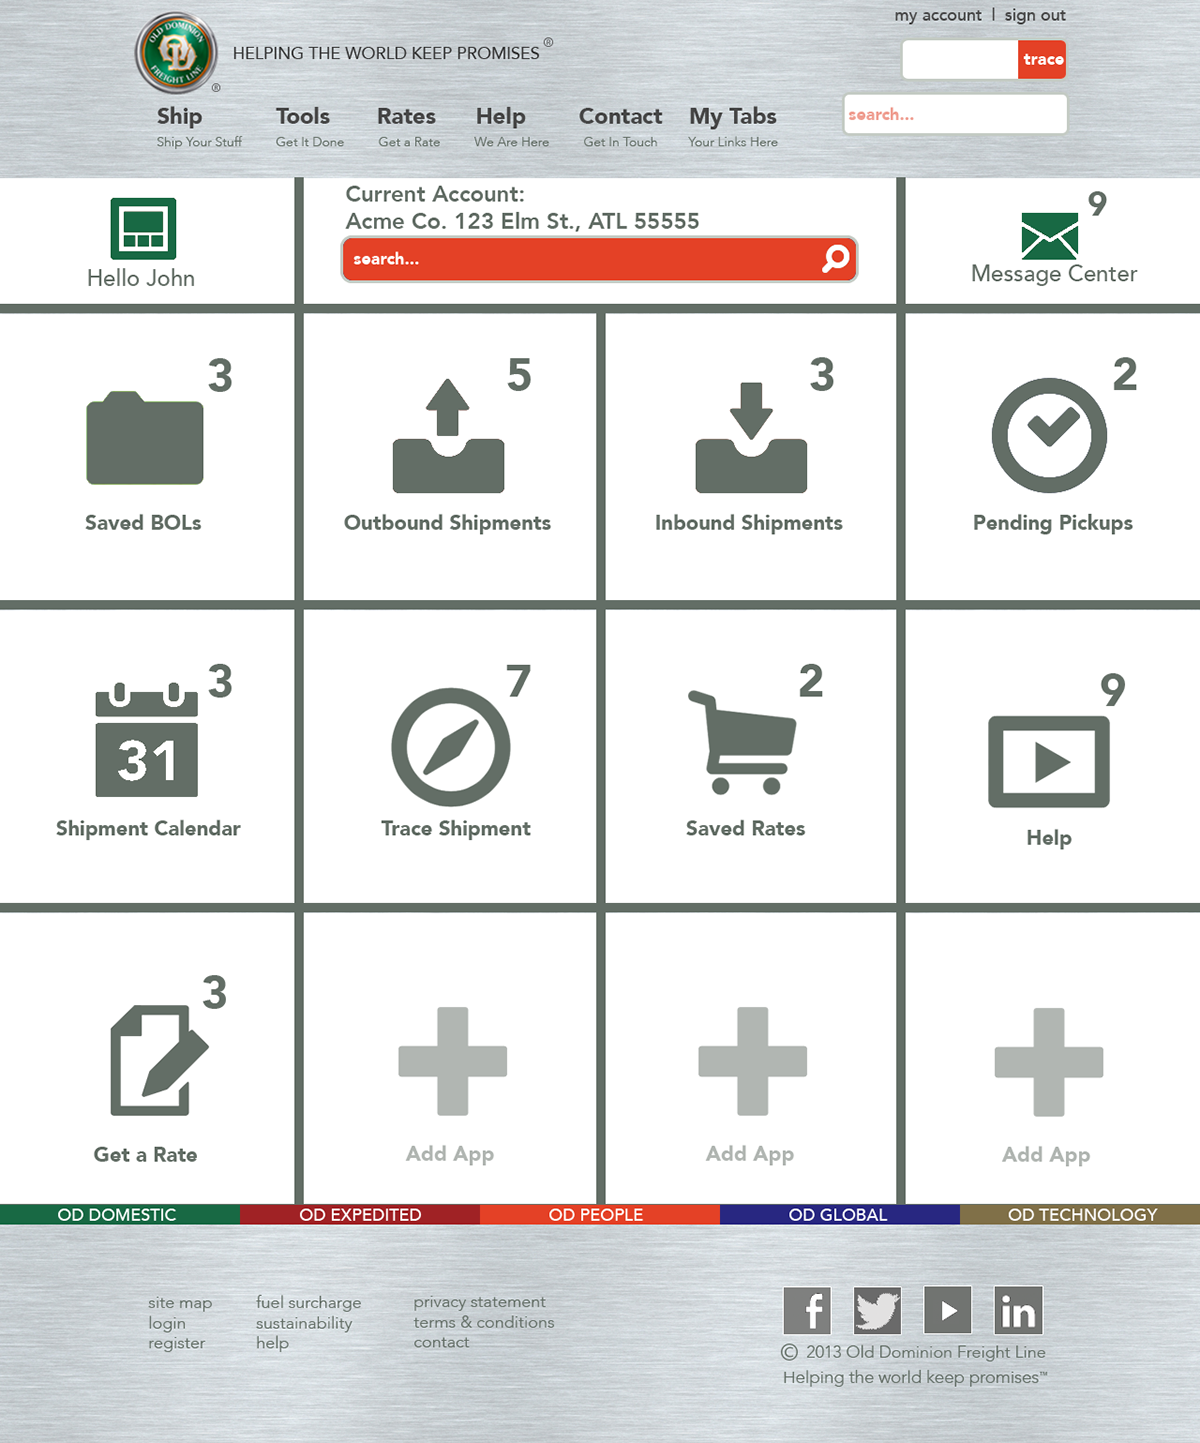 my account | sign out
OLD DOMINION
OD
FREIGHT LINE
®
HELPING THE WORLD KEEP PROMISES ®
trace
search...
Ship
Tools
Rates
Help
Contact
My Tabs
Ship Your Stuff
Get It Done
Get a Rate
We Are Here
Get In Touch
Your Links Here
Hello John
Current Account:
Acme Co. 123 Elm St., ATL 55555
search...
9
Message Center
3
Saved BOLs
5
Outbound Shipments
3
Inbound Shipments
2
Pending Pickups
3
31
Shipment Calendar
7
Trace Shipment
2
Saved Rates
9
Help
3
Get a Rate
Add App
Add App
Add App
OD DOMESTIC
OD EXPEDITED
OD PEOPLE
OD GLOBAL
OD TECHNOLOGY
site map
login
register
fuel surcharge
sustainability
help
privacy statement
terms & conditions
contact
f
in
© 2013 Old Dominion Freight Line
Helping the world keep promises™